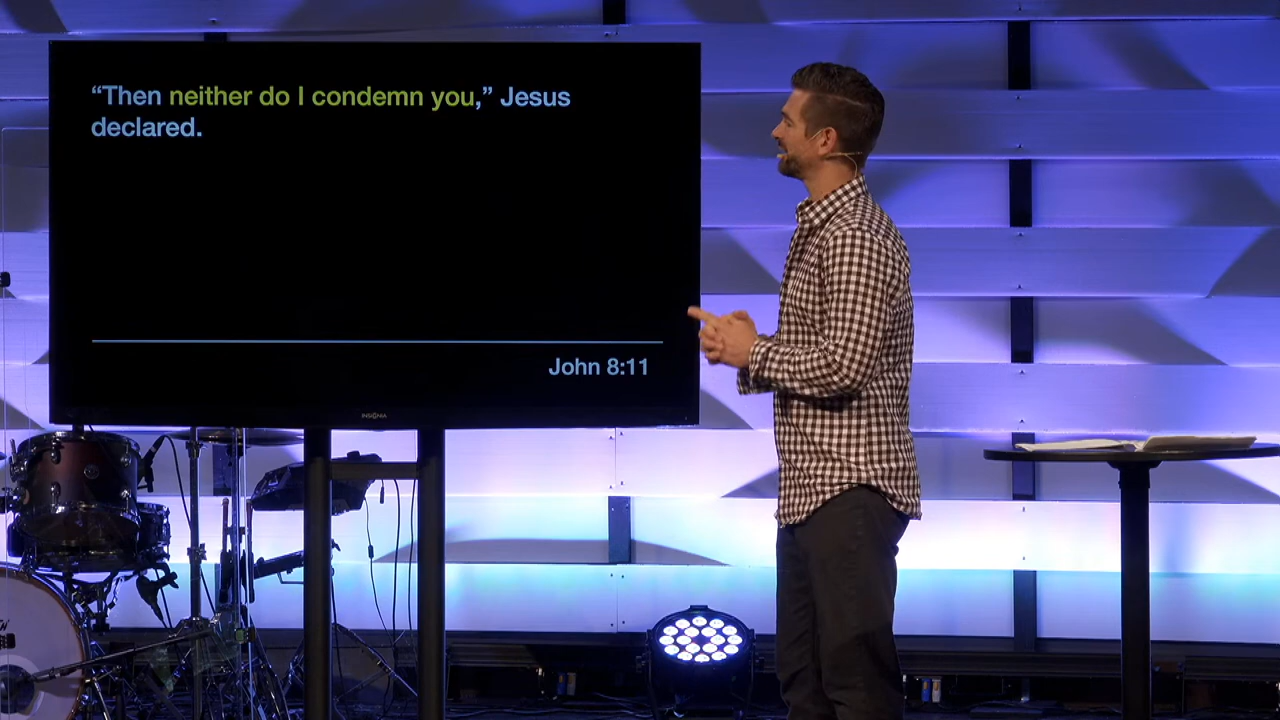 “Then neither do I condemn you,” Jesus
declared.
John 8:11
INSIGNIA